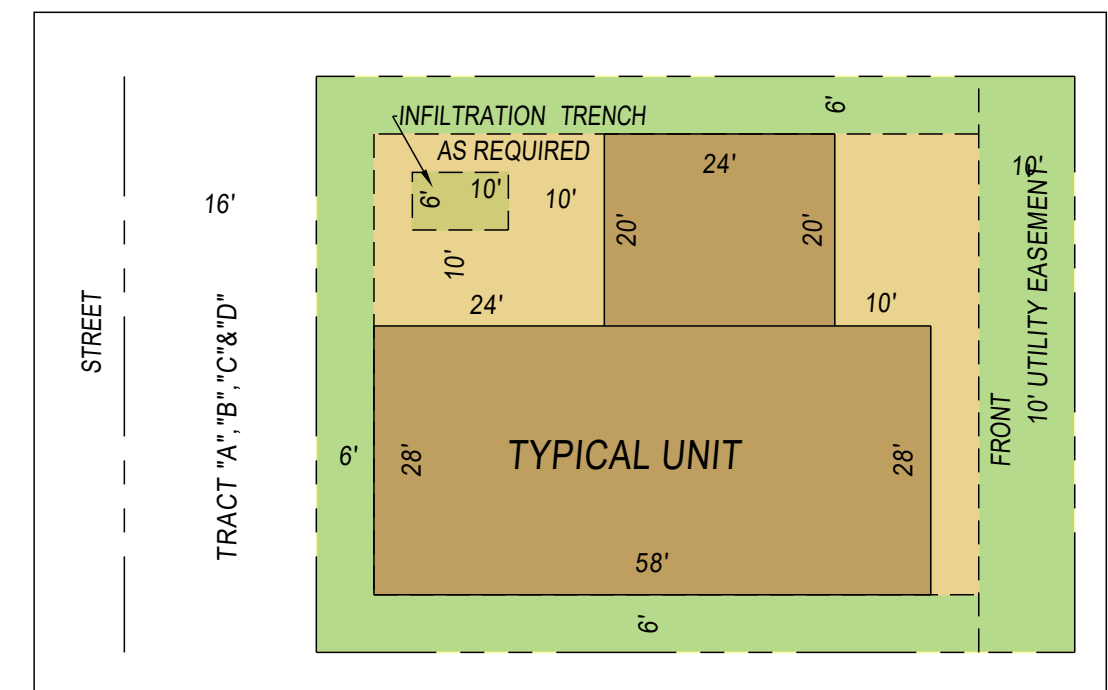 INFILTRATION TRENCH
AS REQUIRED
6'
24'
10'
16'
6'
10'
10'
20'
20'
10'
24'
10'
STREET
TRACT "A","B","C"&"D"
10' UTILITY EASEMENT
FRONT
6'
28'
TYPICAL UNIT
28'
58'
6'